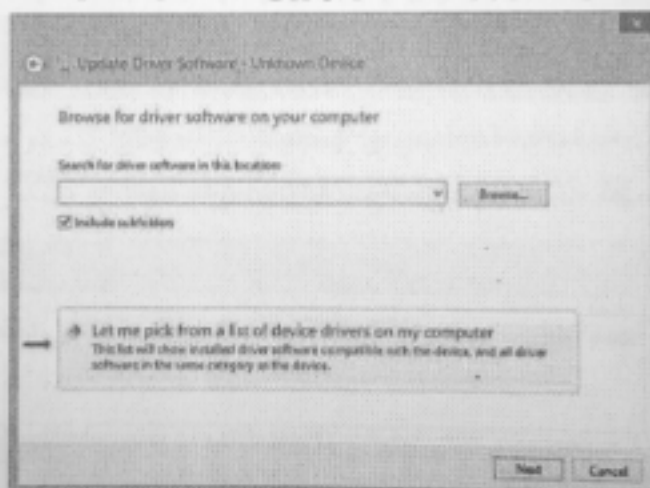 Update Driver Software - Unknown Device
Browse for driver software on your computer
Search for driver software in this location:
Browse...
Include subfolders
Let me pick from a list of device drivers on my computer
This list will show installed driver software compatible with the device, and all driver
software in the same category as the device.
Next
Cancel